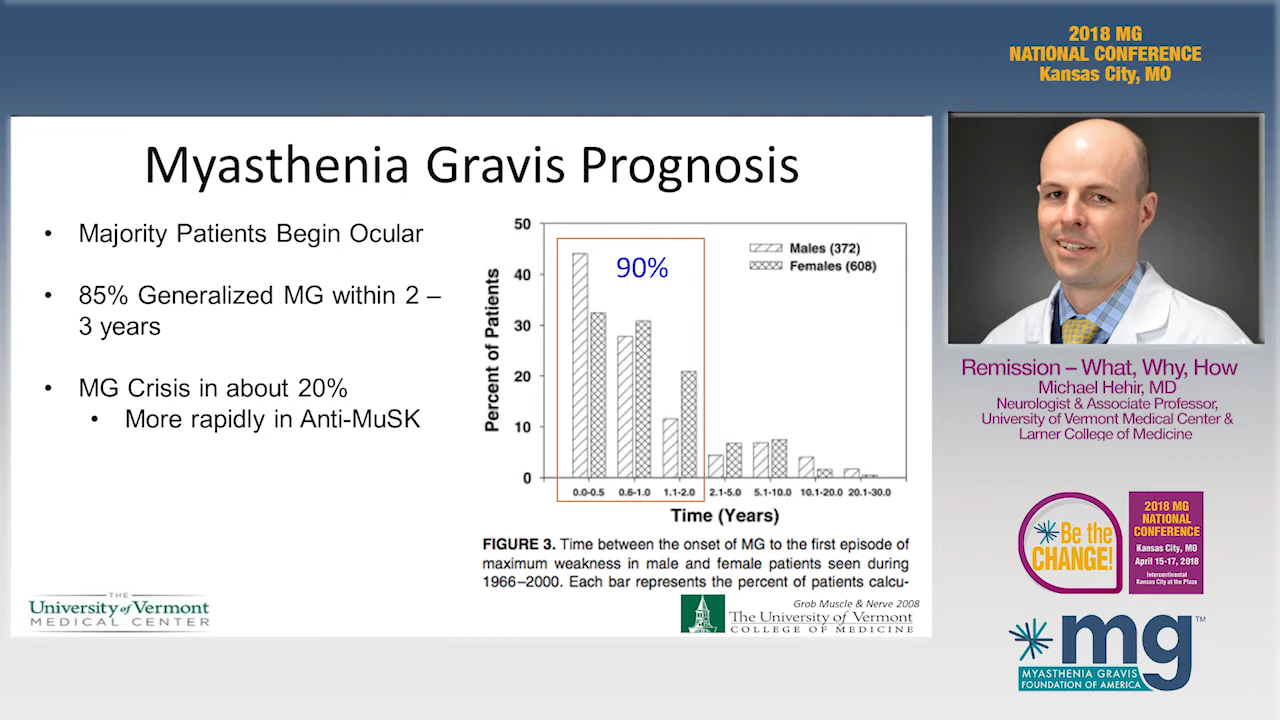 2018 MG
NATIONAL CONFERENCE
Kansas City, MO
Myasthenia Gravis Prognosis
• Majority Patients Begin Ocular
• 85% Generalized MG within 2 –
3 years
• MG Crisis in about 20%
• More rapidly in Anti-MuSK
50
40
30
20
10
0
Percent of Patients
90%
Males (372)
Females (608)
0.0-0.5 0.6-1.0 1.1-2.0 2.1-5.0 5.1-10.0 10.1-20.0 20.1-30.0
Time (Years)
FIGURE 3. Time between the onset of MG to the first episode of
maximum weakness in male and female patients seen during
1966–2000. Each bar represents the percent of patients calcu-
Grob Muscle & Nerve 2008
THE
University of Vermont
MEDICAL CENTER
The University of Vermont
COLLEGE OF MEDICINE
Remission – What, Why, How
Michael Hehir, MD
Neurologist & Associate Professor,
University of Vermont Medical Center &
Larner College of Medicine
Be the
CHANGE!
2018 MG
NATIONAL
CONFERENCE
Kansas City, MO
April 15-17, 2018
Intercontinental
Kansas City at the Plaza
mg™
MYASTHENIA GRAVIS
FOUNDATION OF AMERICA